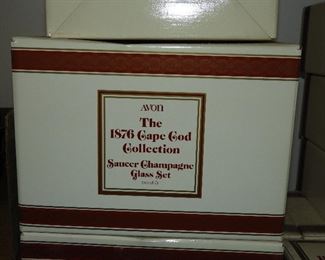 AVON
The
1876 Cape Cod
Collection
Saucer Champagne
Glass Set